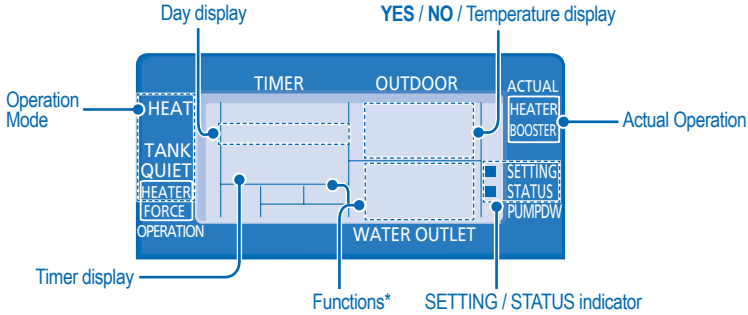 Day display
YES / NO / Temperature display
TIMER
OUTDOOR
ACTUAL
Operation
Mode
HEAT
HEATER
BOOSTER
Actual Operation
TANK
QUIET
HEATER
FORCE
OPERATION
SETTING
STATUS
PUMPDW
WATER OUTLET
Timer display
Functions*
SETTING / STATUS indicator